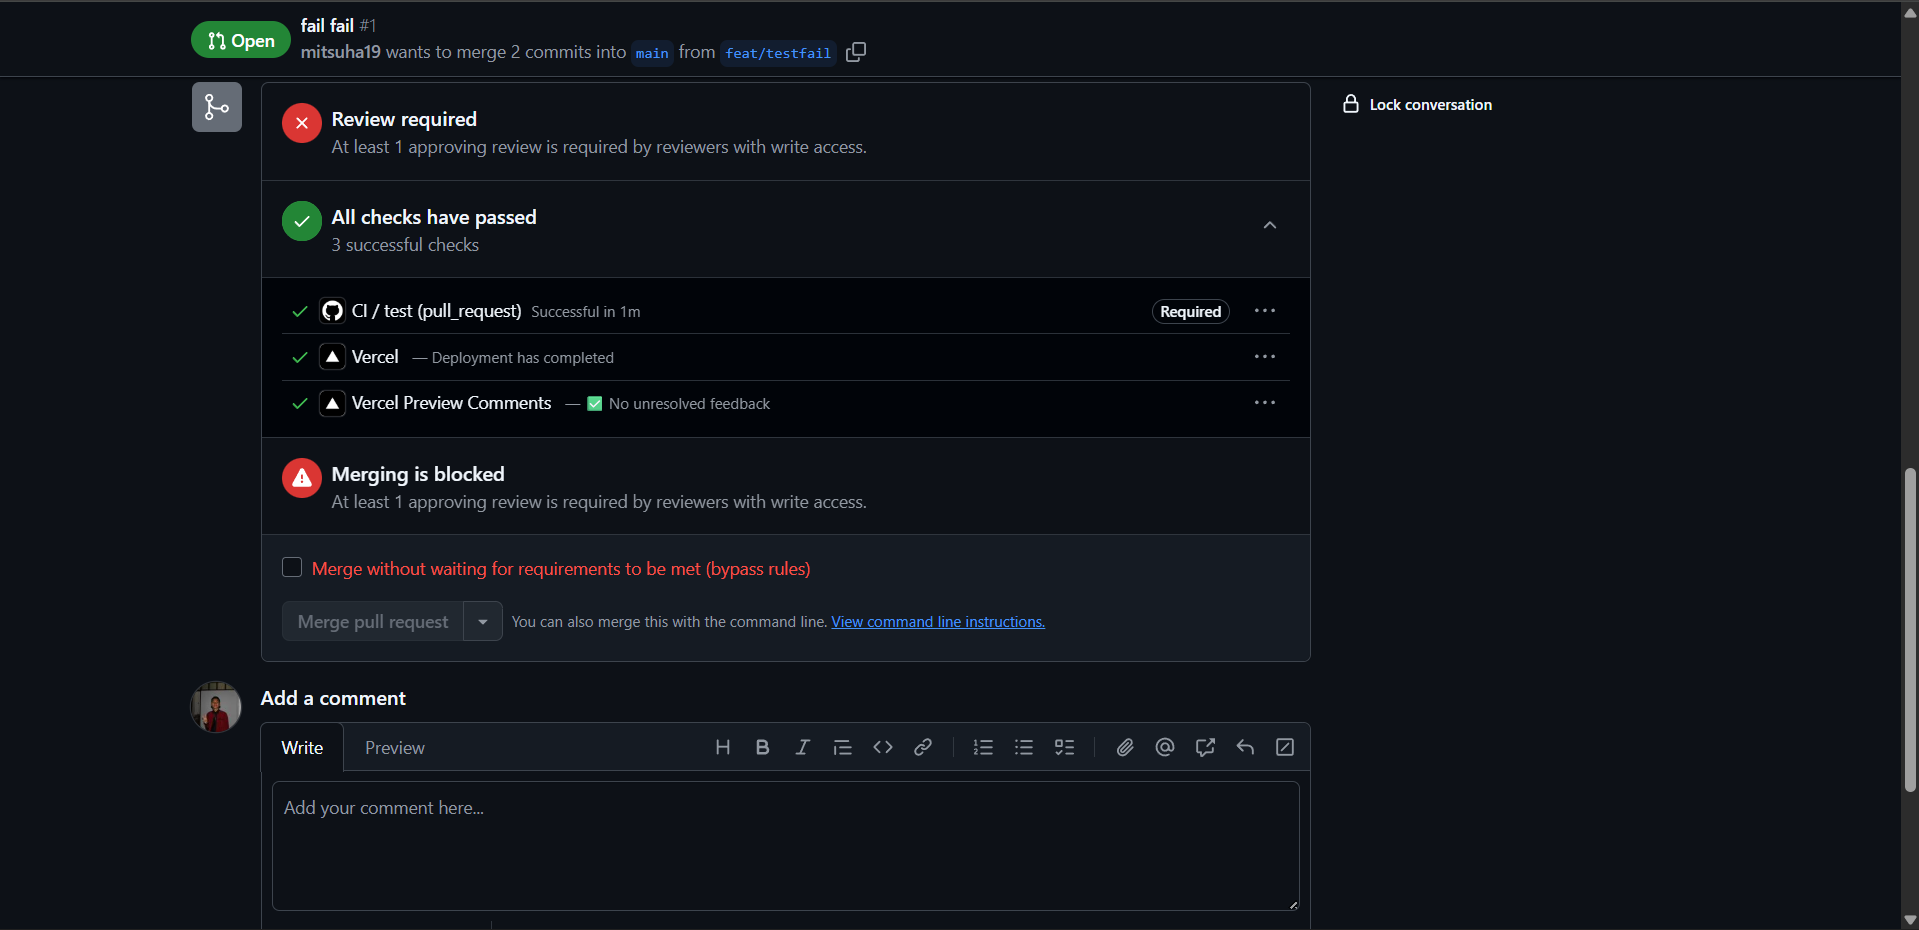 Open
fail fail #1
mitsuha19 wants to merge 2 commits into main from feat/testfail
Lock conversation
Review required
At least 1 approving review is required by reviewers with write access.
All checks have passed
3 successful checks
CI / test (pull_request) Successful in 1m Required
Vercel — Deployment has completed
Vercel Preview Comments — ✅ No unresolved feedback
Merging is blocked
At least 1 approving review is required by reviewers with write access.
Merge without waiting for requirements to be met (bypass rules)
Merge pull request You can also merge this with the command line. View command line instructions.
Add a comment
Write Preview
Add your comment here...